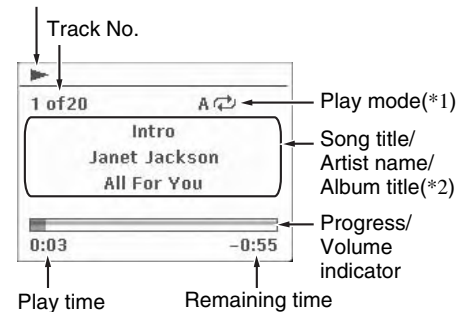 Track No.
1 of20
A
Play mode(*1)
Intro
Janet Jackson
All For You
Song title/
Artist name/
Album title(*2)
Progress/
Volume
indicator
0:03
-0:55
Play time
Remaining time